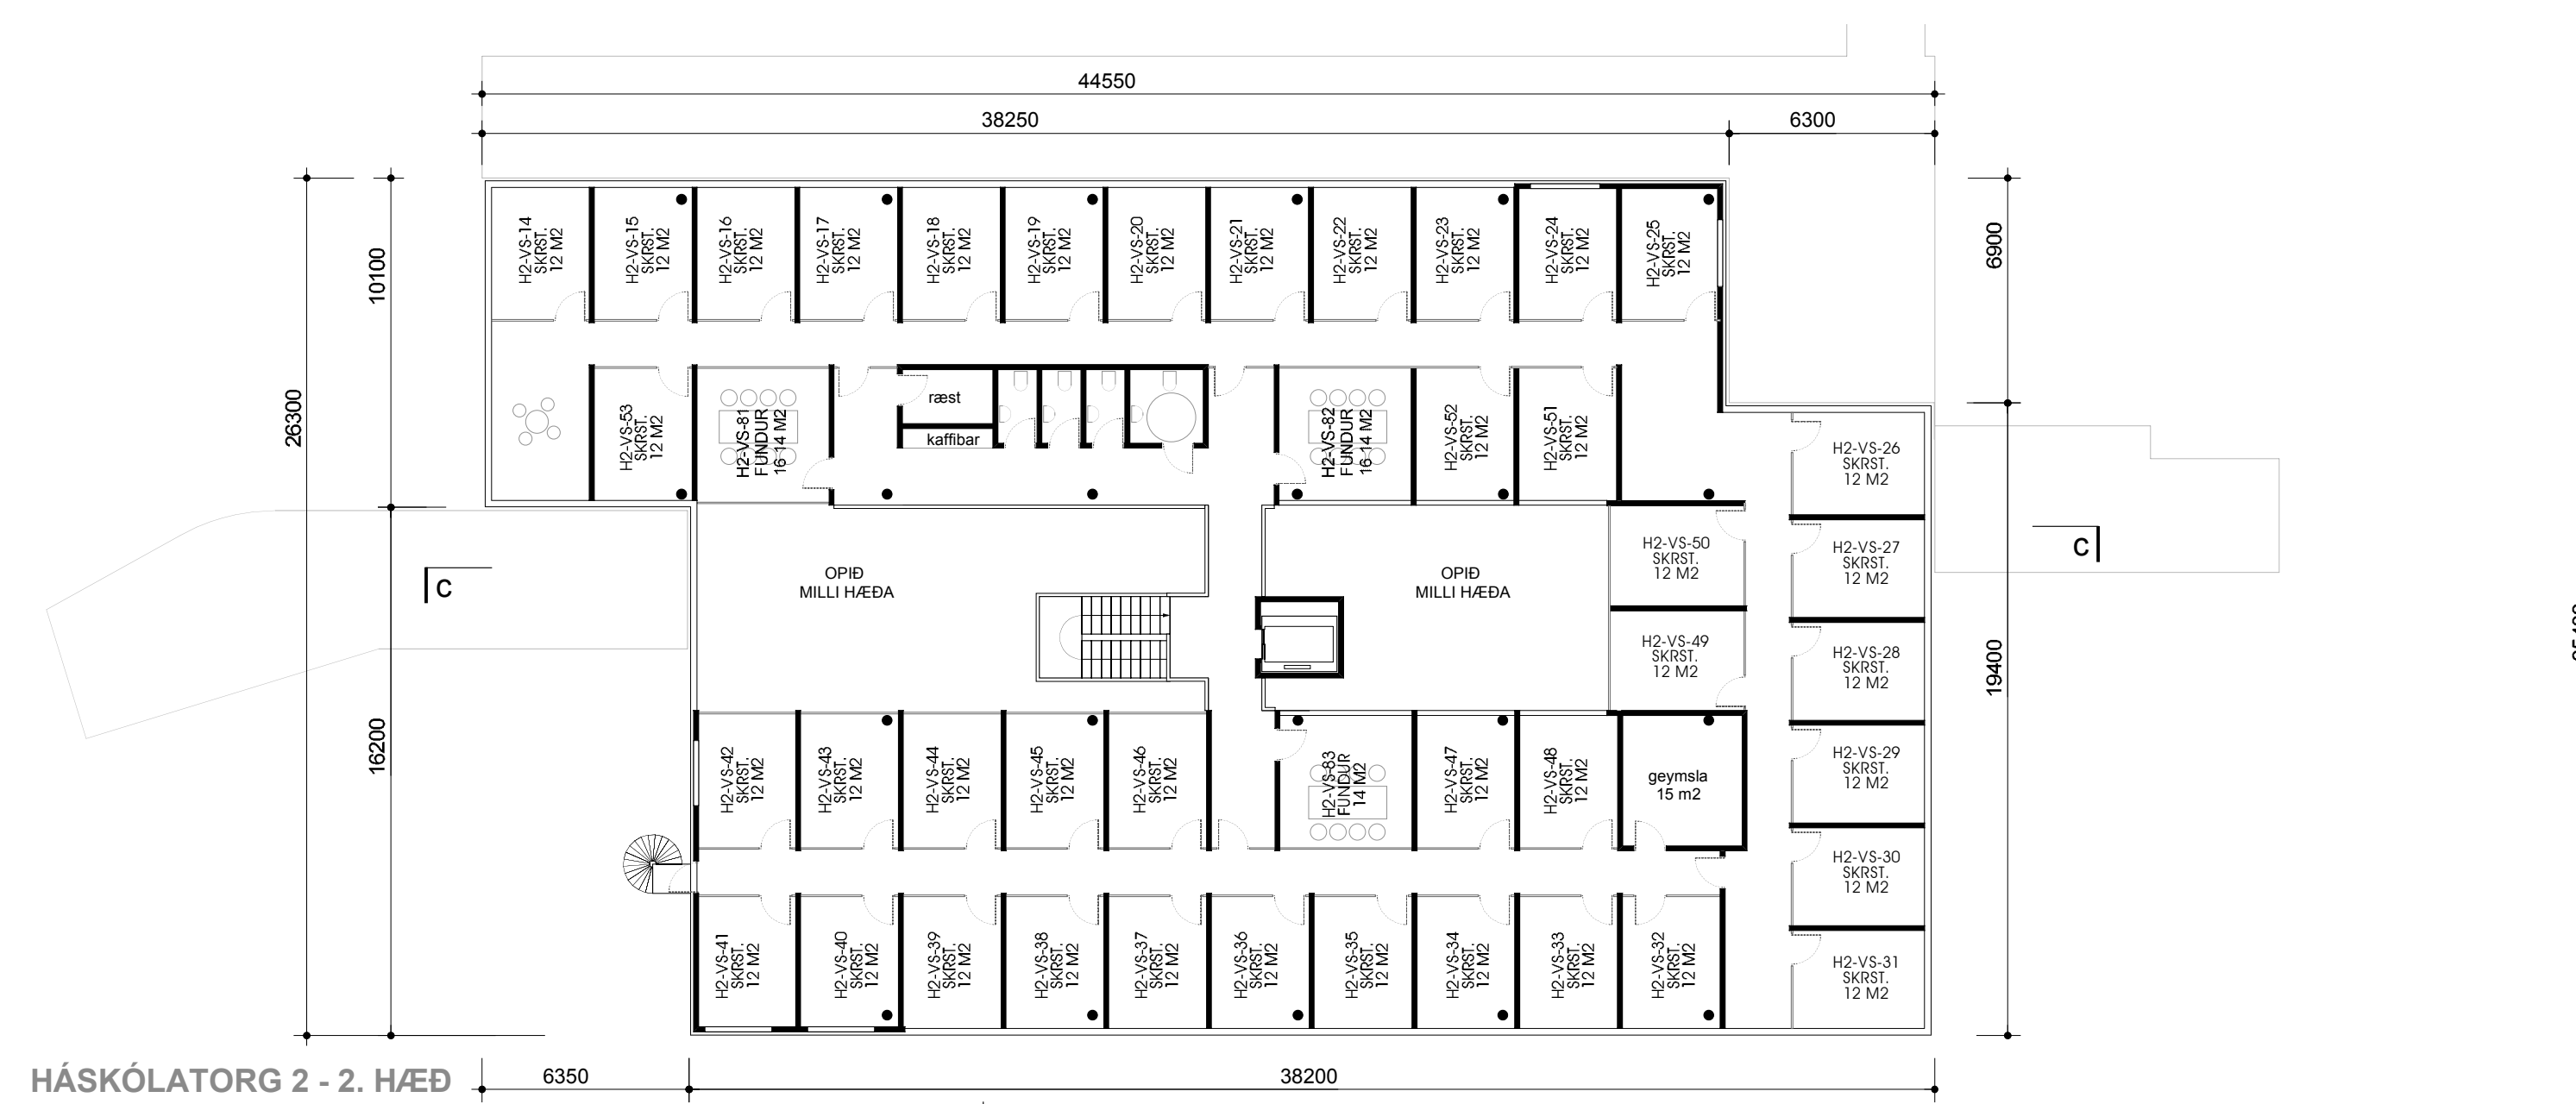 44550
38250
6300
26300
10100
16200
6900
19400
H2-VS-14
SKRST.
12 M2
H2-VS-15
SKRST.
12 M2
H2-VS-16
SKRST.
12 M2
H2-VS-17
SKRST.
12 M2
H2-VS-18
SKRST.
12 M2
H2-VS-19
SKRST.
12 M2
H2-VS-20
SKRST.
12 M2
H2-VS-21
SKRST.
12 M2
H2-VS-22
SKRST.
12 M2
H2-VS-23
SKRST.
12 M2
H2-VS-24
SKRST.
12 M2
H2-VS-25
SKRST.
12 M2
H2-VS-53
SKRST.
12 M2
H2-VS-81
FUNDUR
16-14 M2
ræst
kaffibar
H2-VS-82
FUNDUR
16-14 M2
H2-VS-52
SKRST.
12 M2
H2-VS-51
SKRST.
12 M2
H2-VS-26
SKRST.
12 M2
H2-VS-27
SKRST.
12 M2
H2-VS-28
SKRST.
12 M2
H2-VS-29
SKRST.
12 M2
H2-VS-30
SKRST.
12 M2
H2-VS-31
SKRST.
12 M2
C
OPIÐ
MILLI HÆÐA
OPIÐ
MILLI HÆÐA
H2-VS-50
SKRST.
12 M2
H2-VS-49
SKRST.
12 M2
C
H2-VS-42
SKRST.
12 M2
H2-VS-43
SKRST.
12 M2
H2-VS-44
SKRST.
12 M2
H2-VS-45
SKRST.
12 M2
H2-VS-46
SKRST.
12 M2
H2-VS-83
FUNDUR
14 M2
H2-VS-47
SKRST.
12 M2
H2-VS-48
SKRST.
12 M2
geymsla
15 m2
H2-VS-41
SKRST.
12 M2
H2-VS-40
SKRST.
12 M2
H2-VS-39
SKRST.
12 M2
H2-VS-38
SKRST.
12 M2
H2-VS-37
SKRST.
12 M2
H2-VS-36
SKRST.
12 M2
H2-VS-35
SKRST.
12 M2
H2-VS-34
SKRST.
12 M2
H2-VS-33
SKRST.
12 M2
H2-VS-32
SKRST.
12 M2
HÁSKÓLATORG 2 - 2. HÆÐ
6350
38200